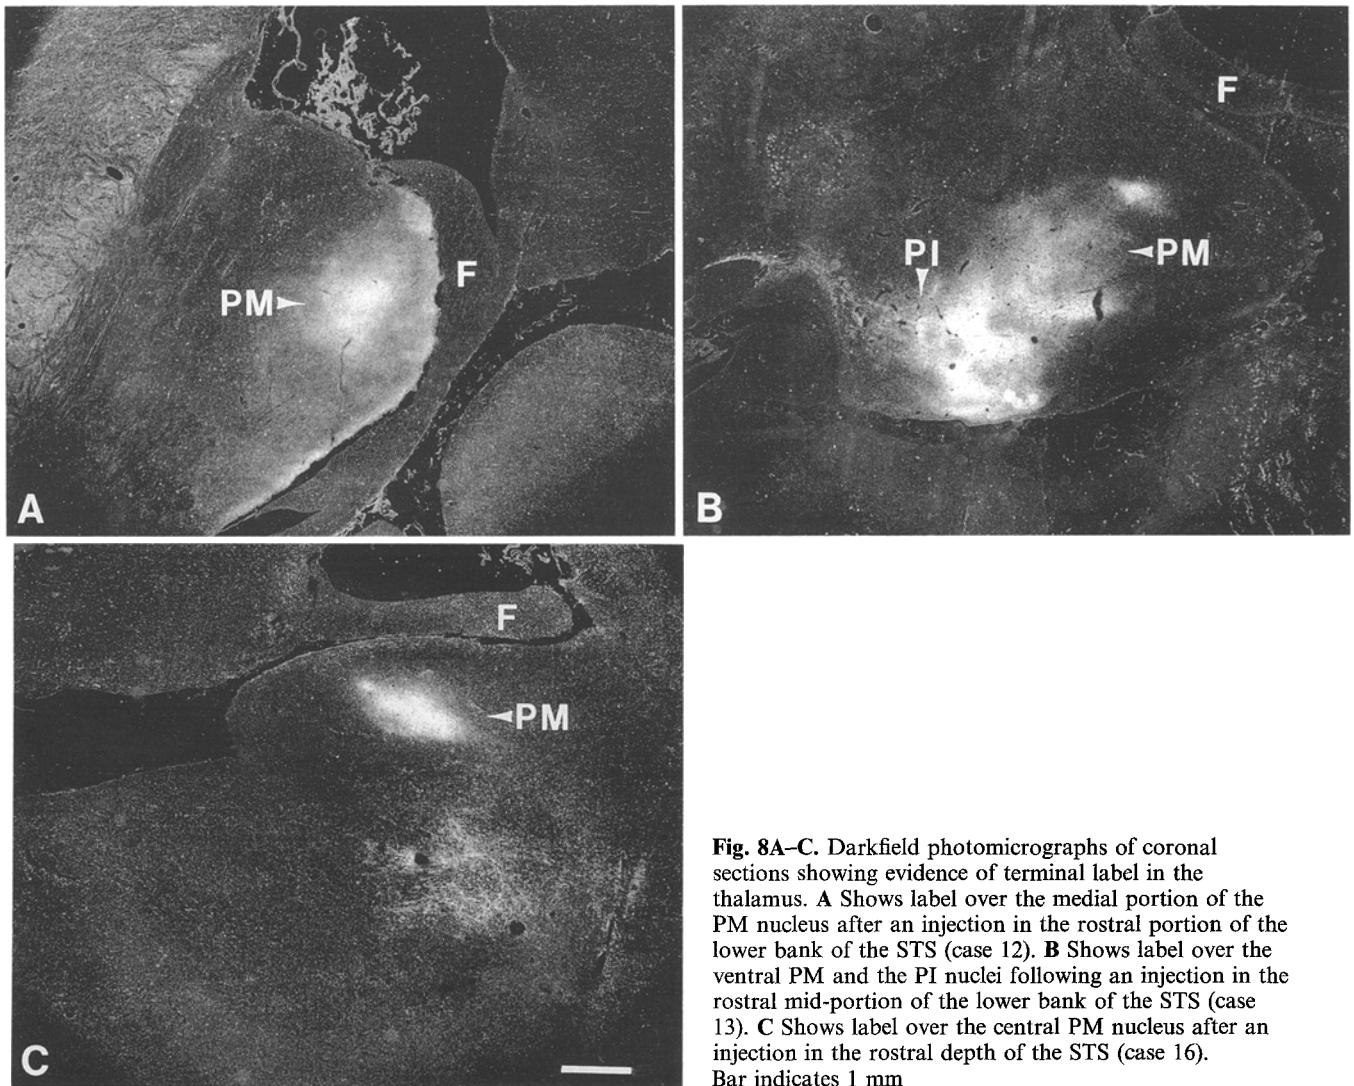 F
PM
F
A
F
PI
PM
B
F
PM
C
Fig. 8A–C. Darkfield photomicrographs of coronal
sections showing evidence of terminal label in the
thalamus. A Shows label over the medial portion of the
PM nucleus after an injection in the rostral portion of the
lower bank of the STS (case 12). B Shows label over the
ventral PM and the PI nuclei following an injection in the
rostral mid-portion of the lower bank of the STS (case
13). C Shows label over the central PM nucleus after an
injection in the rostral depth of the STS (case 16).
Bar indicates 1 mm